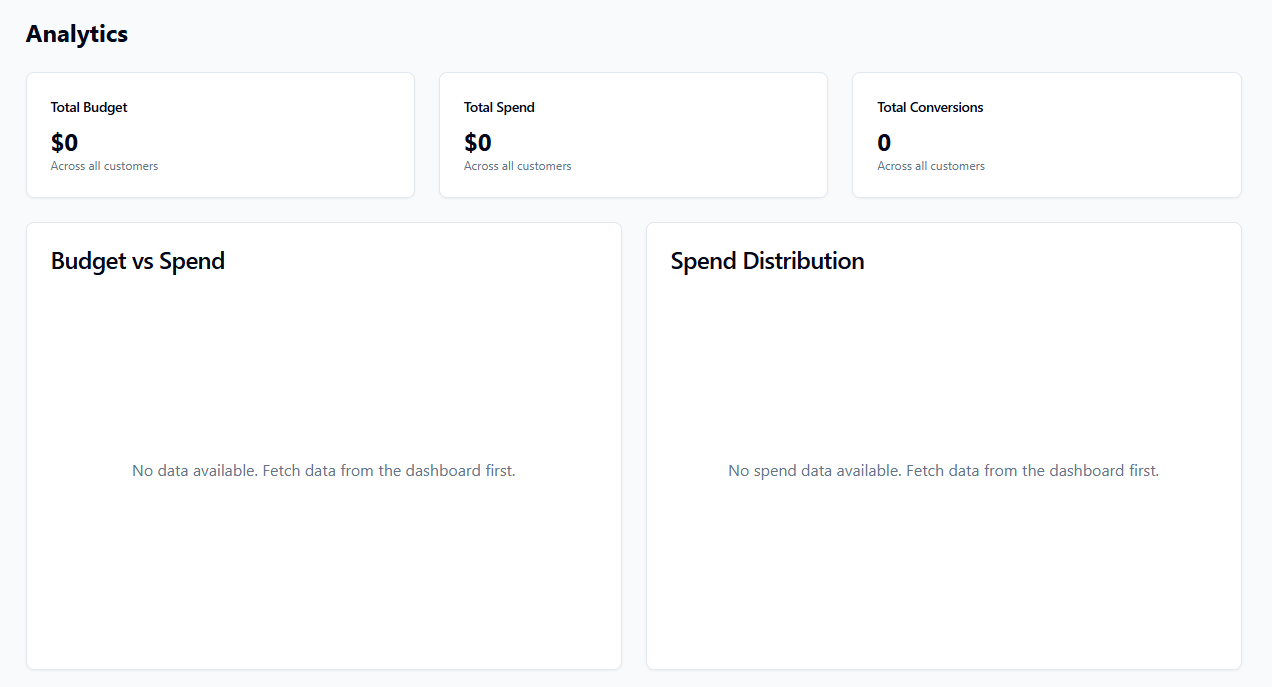 Analytics
Total Budget
$0
Across all customers
Total Spend
$0
Across all customers
Total Conversions
0
Across all customers
Budget vs Spend
No data available. Fetch data from the dashboard first.
Spend Distribution
No spend data available. Fetch data from the dashboard first.